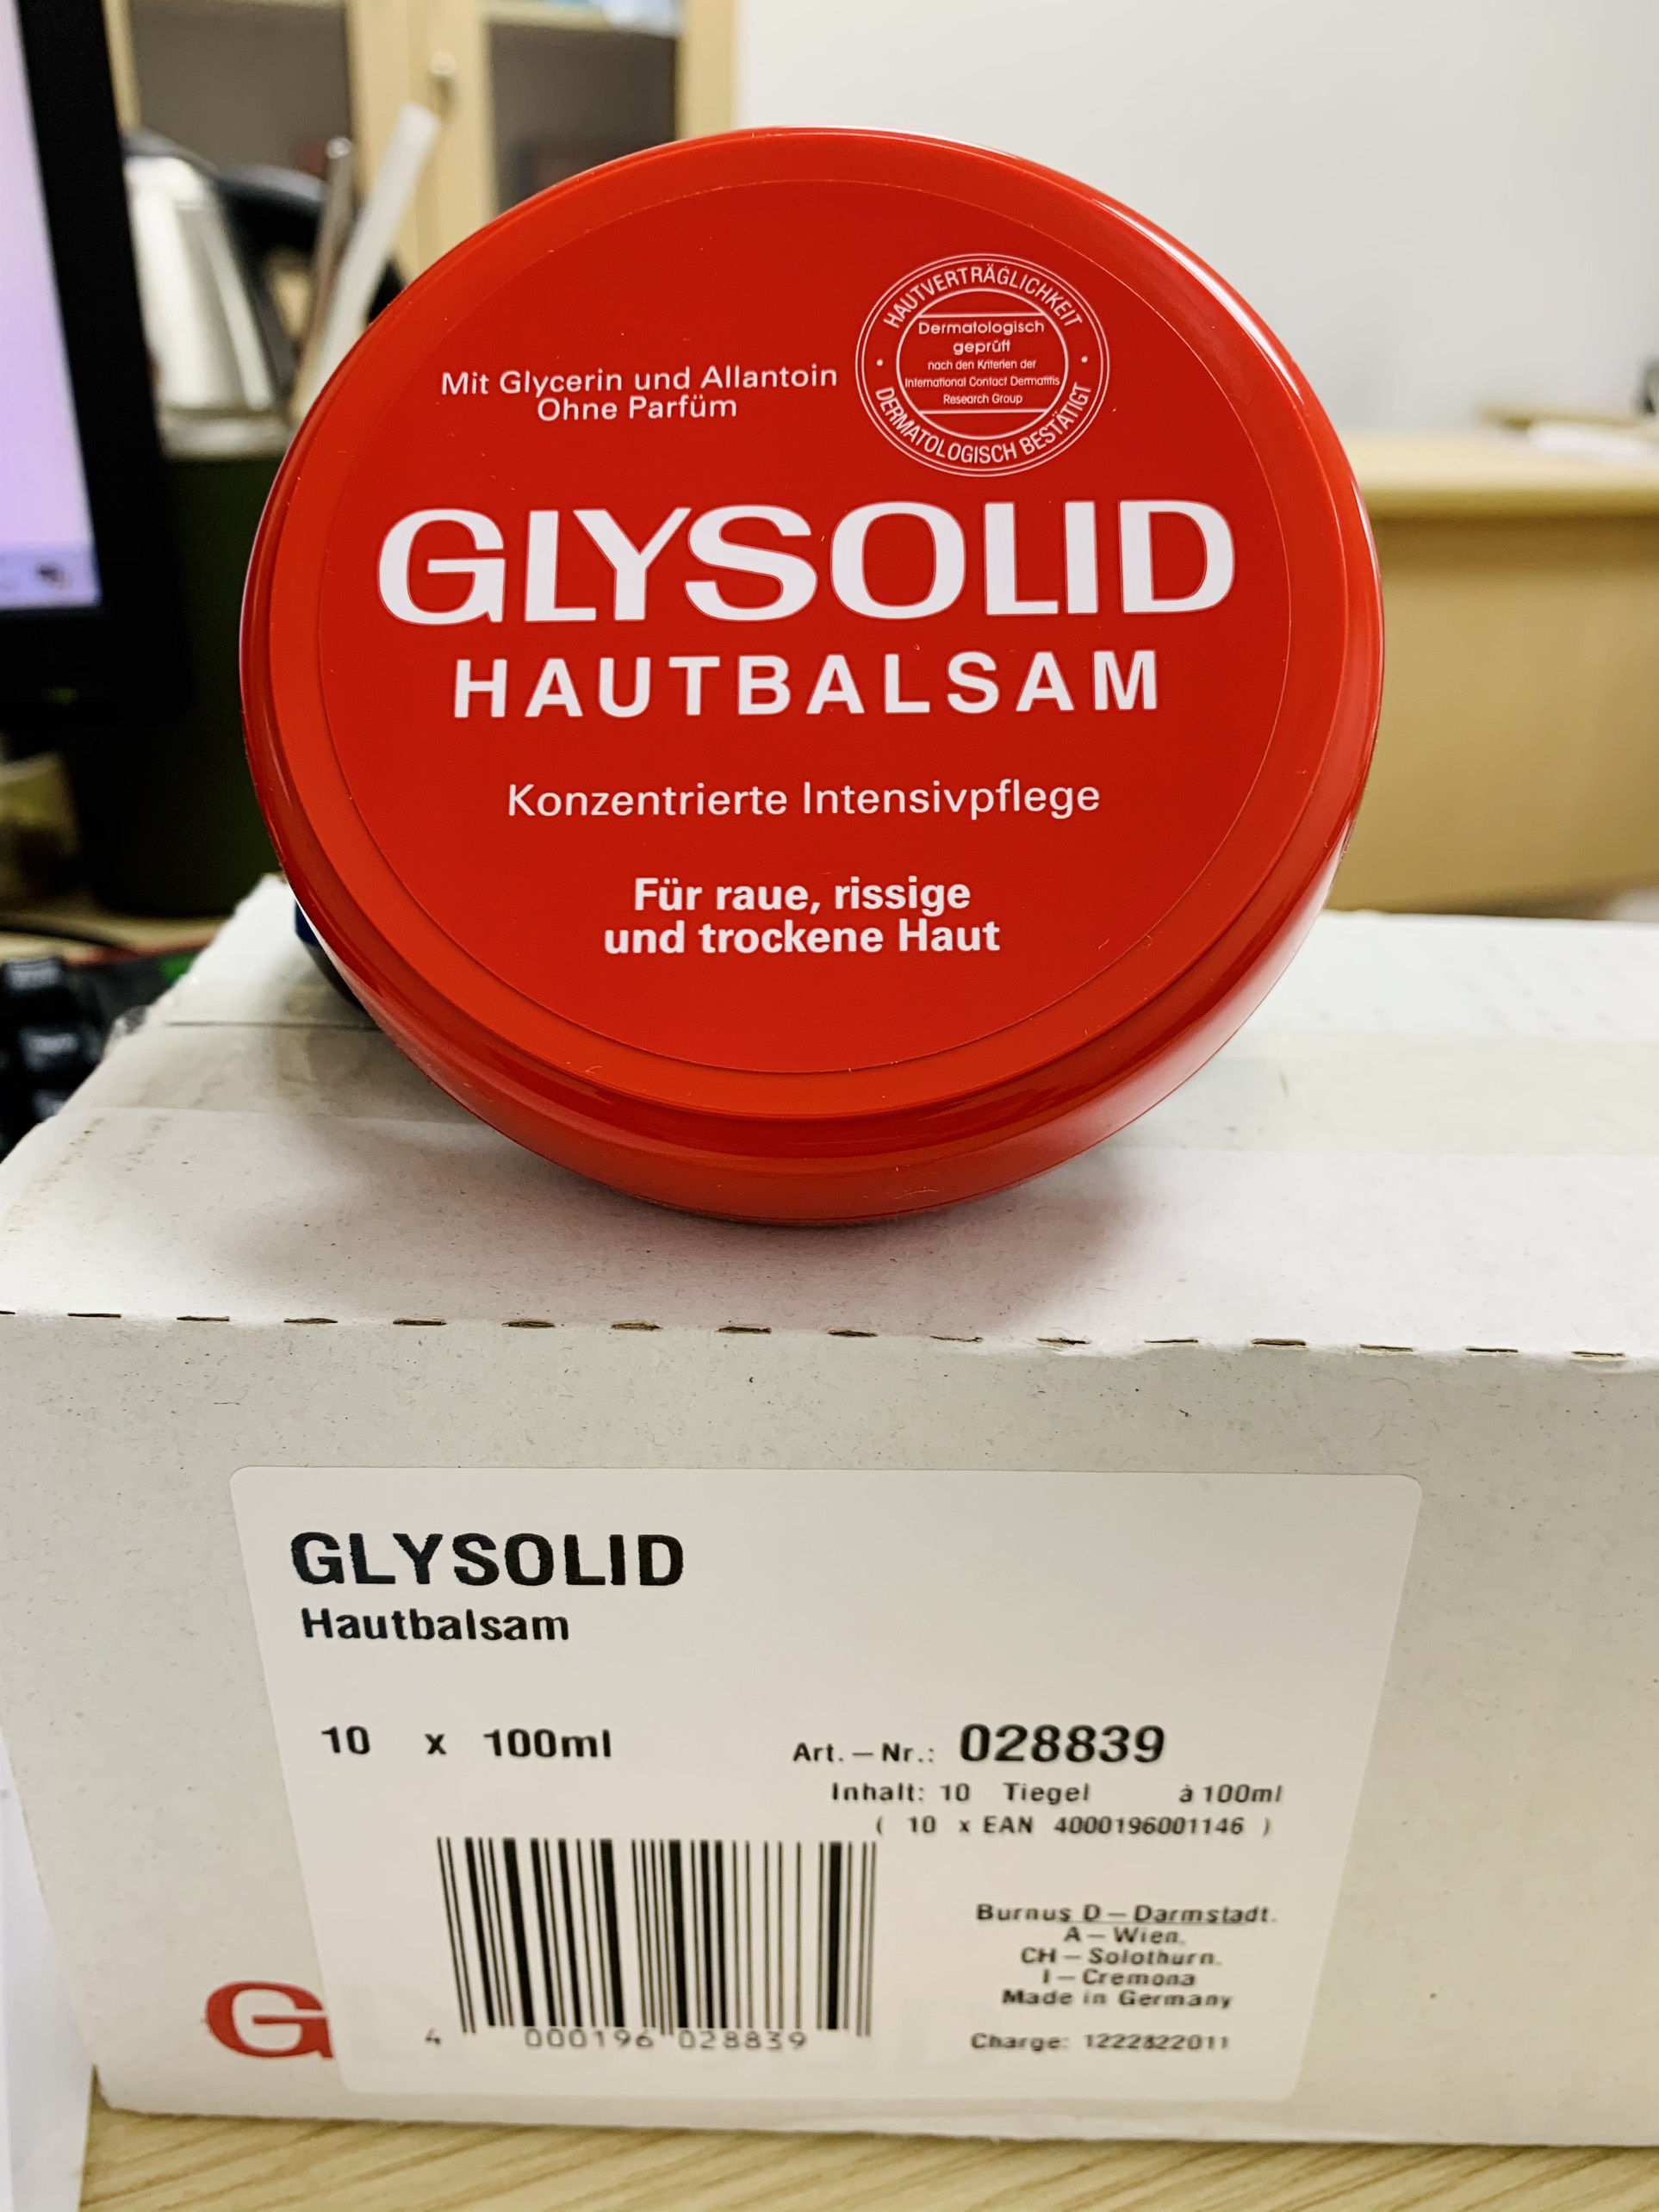 HAUTVERTRÄGLICHKEIT
Dermatologisch
geprüft
nach den Kriterien der
International Contact Dermatitis
Research Group
DERMATOLOGISCH BESTÄTIGT
Mit Glycerin und Allantoin
Ohne Parfüm
GLYSOLID
HAUTBALSAM
Konzentrierte Intensivpflege
Für raue, rissige
und trockene Haut
GLYSOLID
Hautbalsam
10 x 100ml
Art.-Nr.: 028839
Inhalt: 10 Tiegel à 100ml
( 10 x EAN 4000196001146 )
Burnus D-Darmstadt.
A-Wien.
CH-Solothurn.
I-Cremona
Made in Germany
Charge: 1222822011
4 000196 028839
G